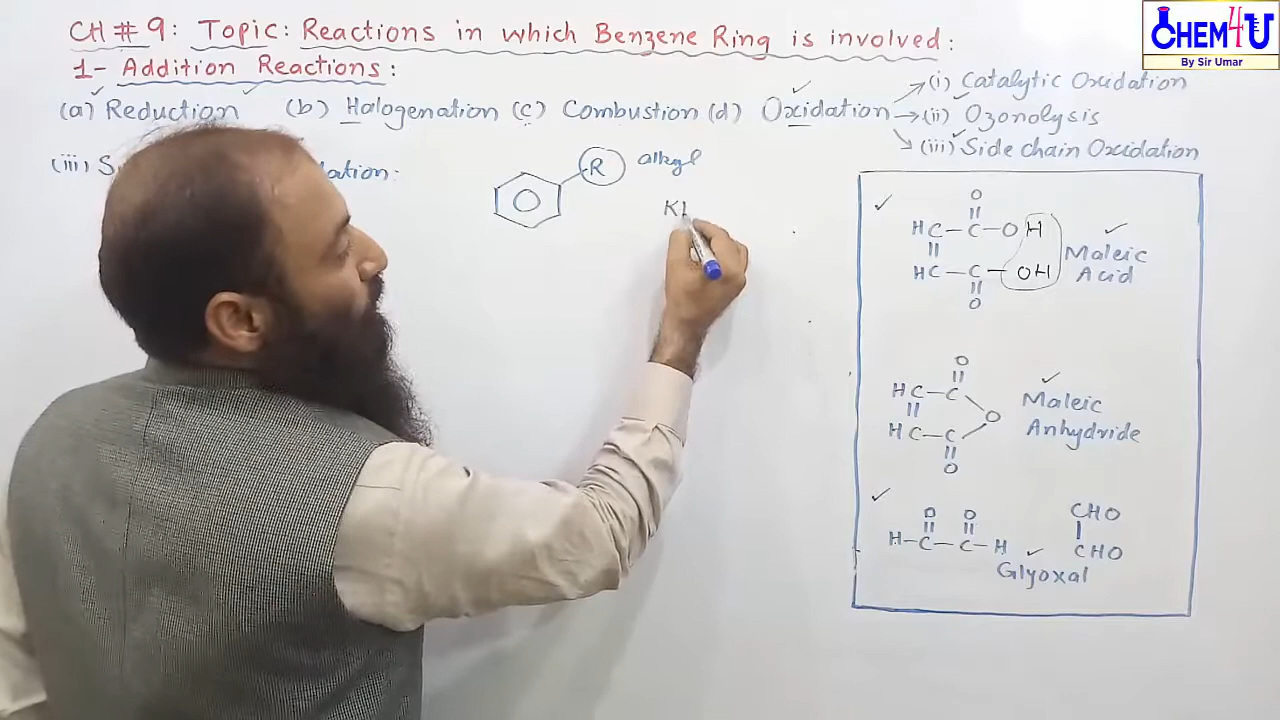 CH # 9: Topic: Reactions in which Benzene Ring is involved:
CHEM4U
By Sir Umar
1- Addition Reactions:
(i) Catalytic Oxidation
(a) Reduction (b) Halogenation (c) Combustion (d) Oxidation → (ii) Ozonolysis
(iii) Side chain Oxidation
(iii) S dation:
R alkyl
K
O
HC - C - OH
Maleic
Acid
HC - C - OH
O
O
HC - C
Maleic
O
Anhydride
HC - C
O
O O
CHO
H-C-C-H
CHO
Glyoxal